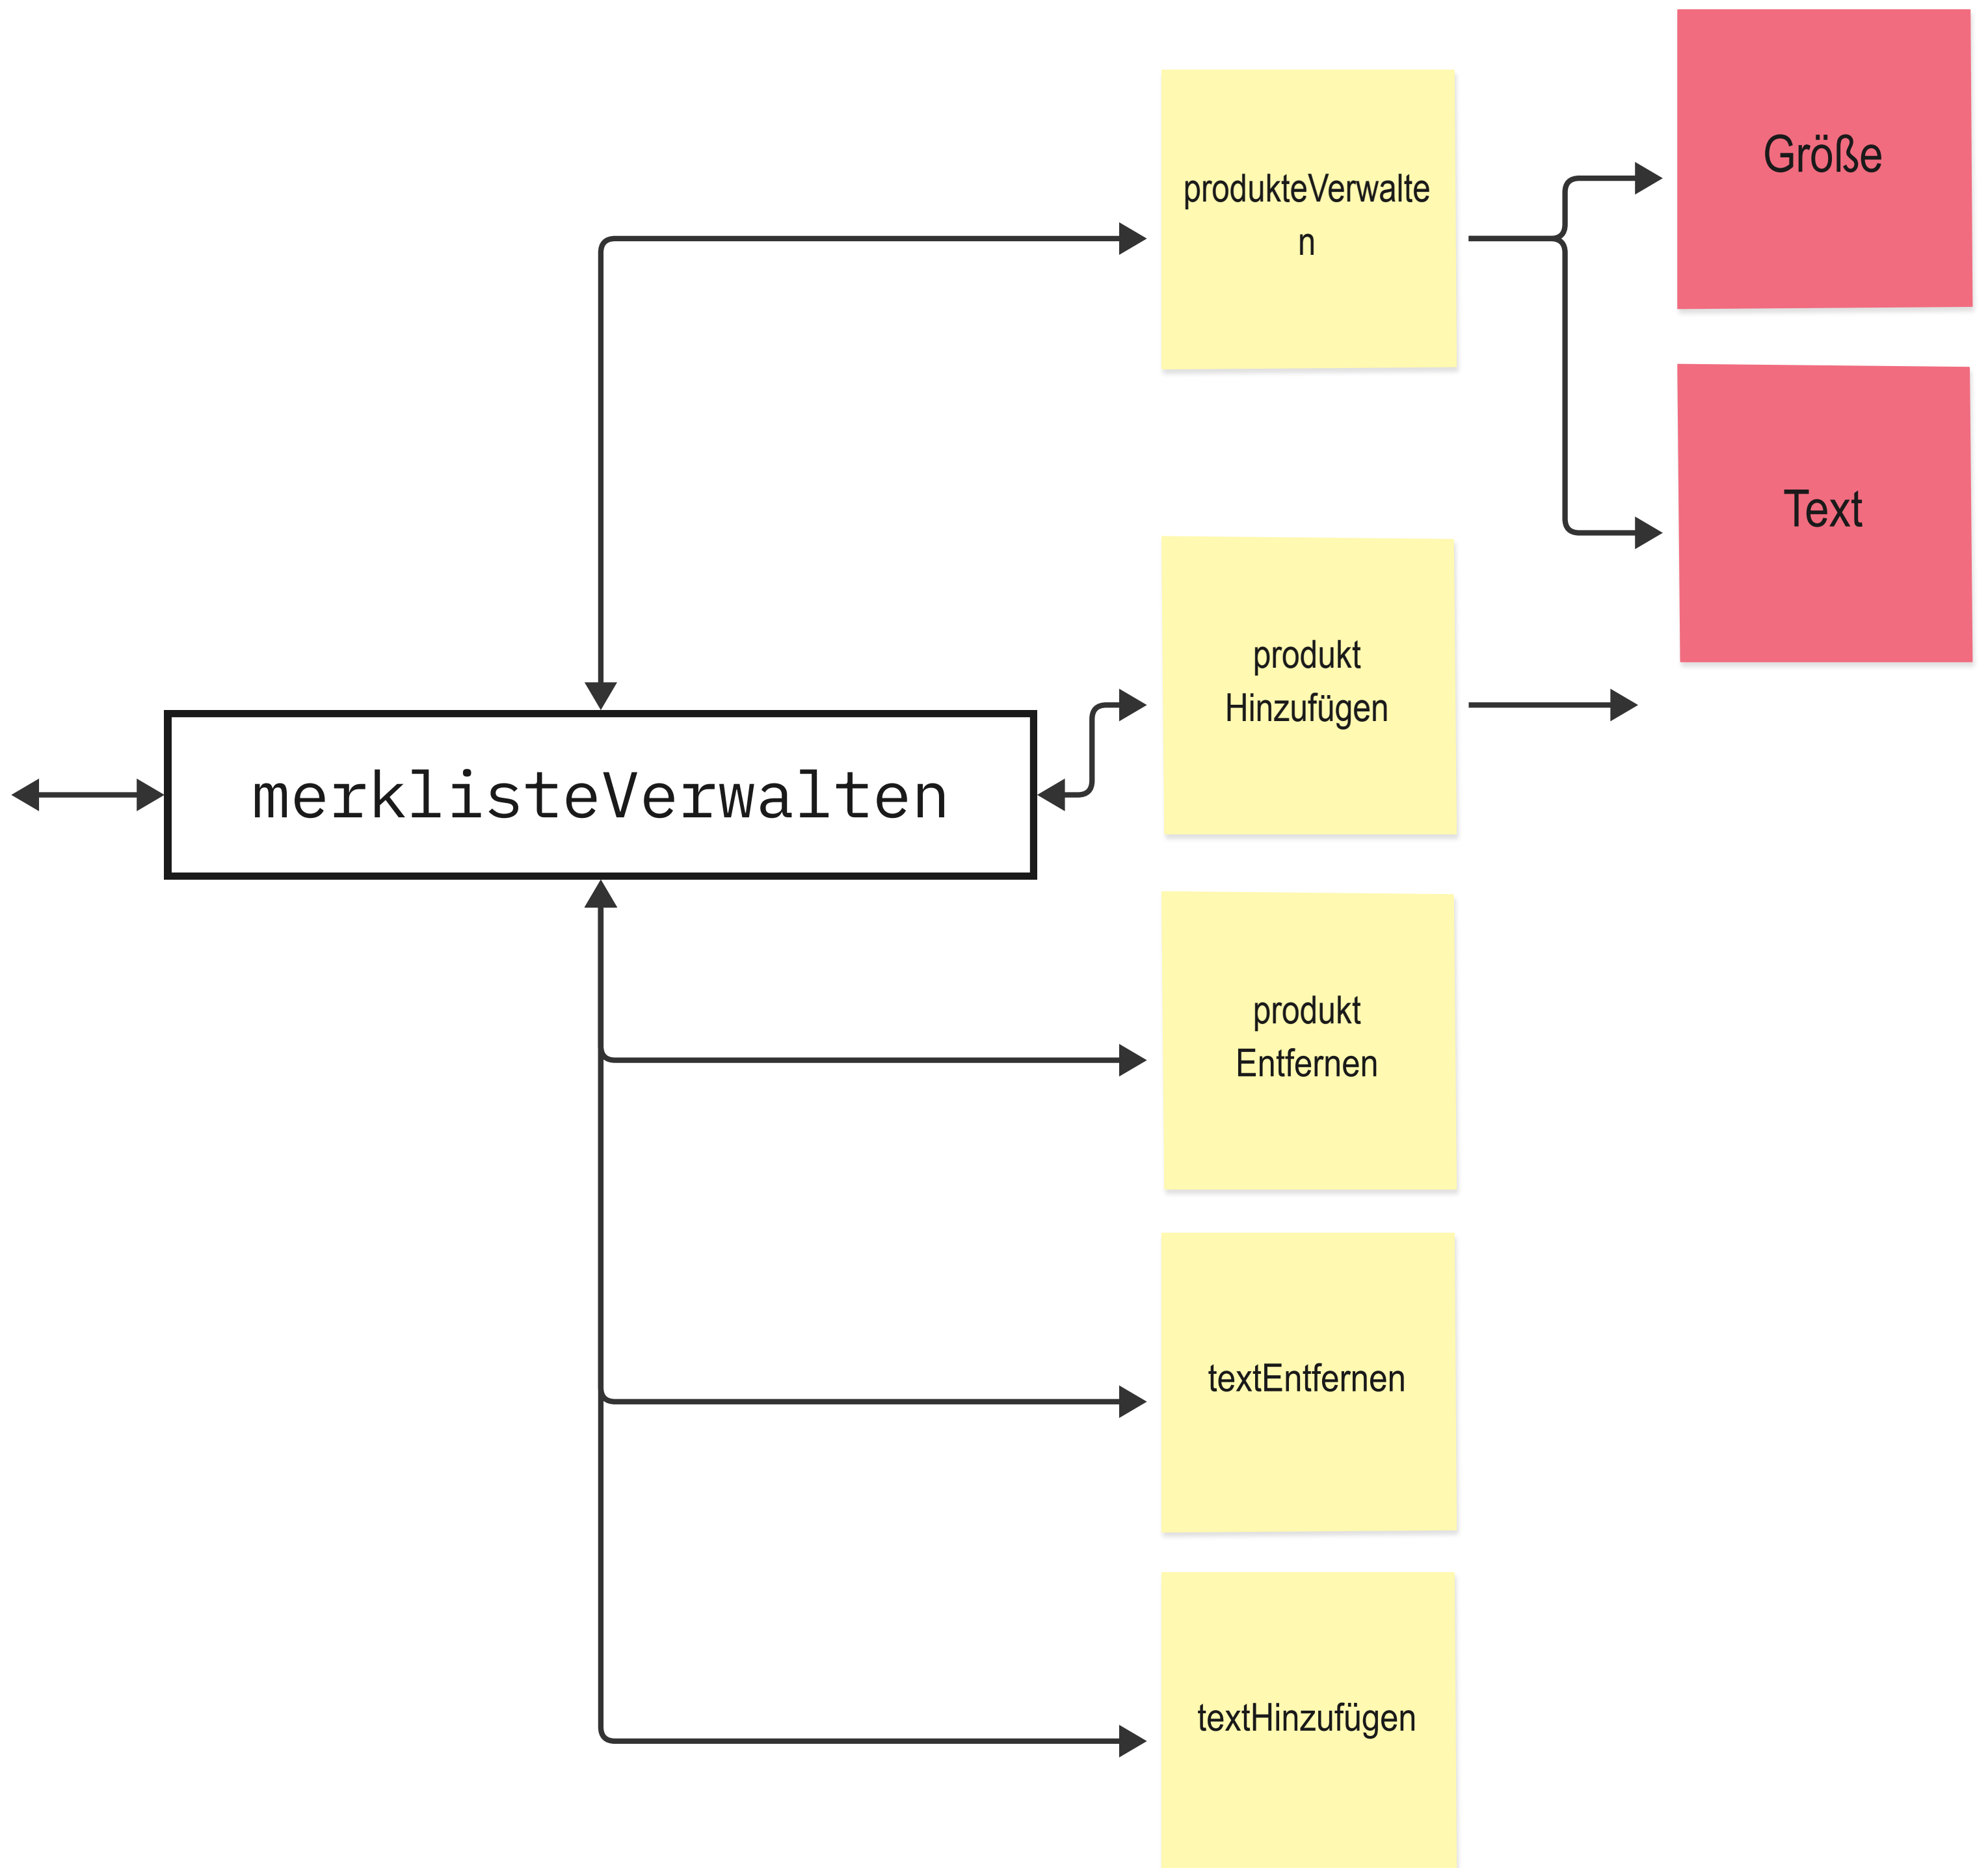 Größe
produkteVerwalte
n
Text
produkt
Hinzufügen
merklisteVerwalten
produkt
Entfernen
textEntfernen
textHinzufügen